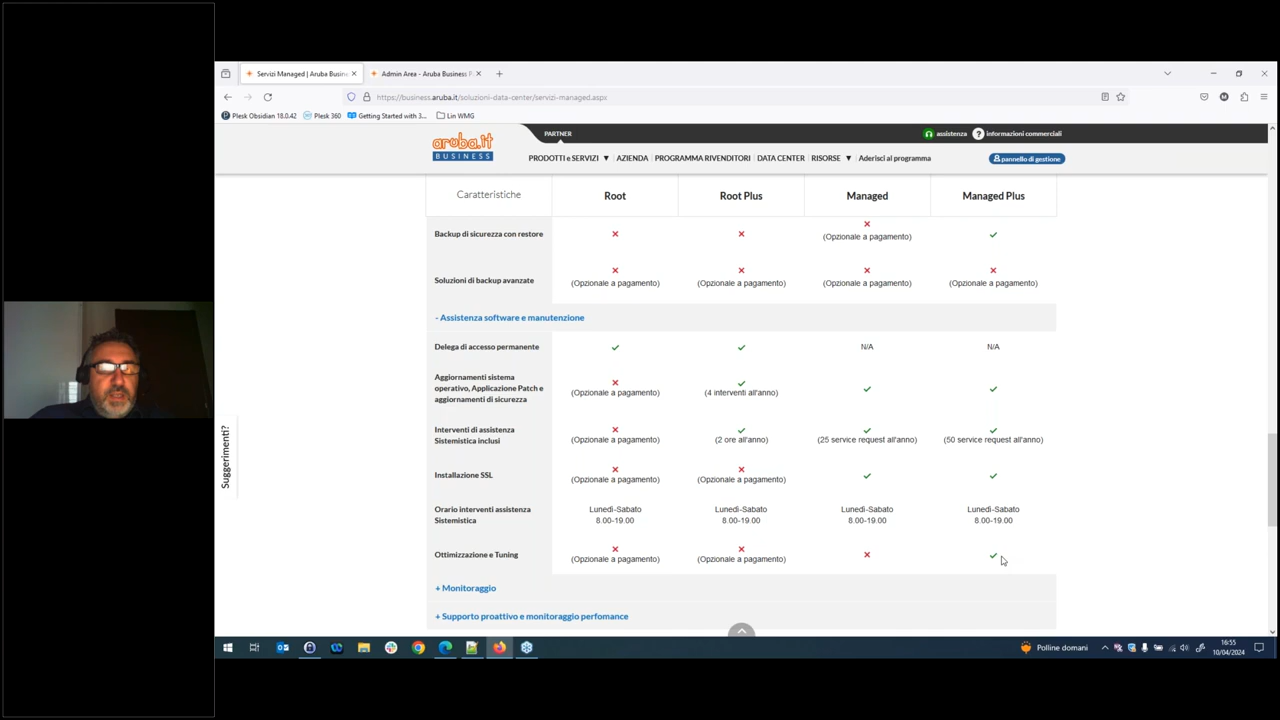 Servizi Managed | Aruba Busine
Admin Area - Aruba Business P
https://business.aruba.it/soluzioni-data-center/servizi-managed.aspx
Plesk Obsidian 18.0.42
Plesk 360
Getting Started with 3...
Lin WMG
aruba.it
BUSINESS
PARTNER
assistenza
informazioni commerciali
PRODOTTI e SERVIZI
AZIENDA
PROGRAMMA RIVENDITORI
DATA CENTER
RISORSE
Aderisci al programma
pannello di gestione
Caratteristiche
Root
Root Plus
Managed
Managed Plus
Backup di sicurezza con restore
(Opzionale a pagamento)
Soluzioni di backup avanzate
(Opzionale a pagamento)
(Opzionale a pagamento)
(Opzionale a pagamento)
(Opzionale a pagamento)
- Assistenza software e manutenzione
Delega di accesso permanente
N/A
N/A
Aggiornamenti sistema
operativo, Applicazione Patch e
aggiornamenti di sicurezza
(Opzionale a pagamento)
(4 interventi all'anno)
Interventi di assistenza
Sistemistica inclusi
(Opzionale a pagamento)
(2 ore all'anno)
(25 service request all'anno)
(50 service request all'anno)
Installazione SSL
(Opzionale a pagamento)
(Opzionale a pagamento)
Orario interventi assistenza
Sistemistica
Lunedì-Sabato
8.00-19.00
Lunedì-Sabato
8.00-19.00
Lunedì-Sabato
8.00-19.00
Lunedì-Sabato
8.00-19.00
Ottimizzazione e Tuning
(Opzionale a pagamento)
(Opzionale a pagamento)
+ Monitoraggio
+ Supporto proattivo e monitoraggio perfomance
Suggerimenti?
Polline domani
16:55
10/04/2024